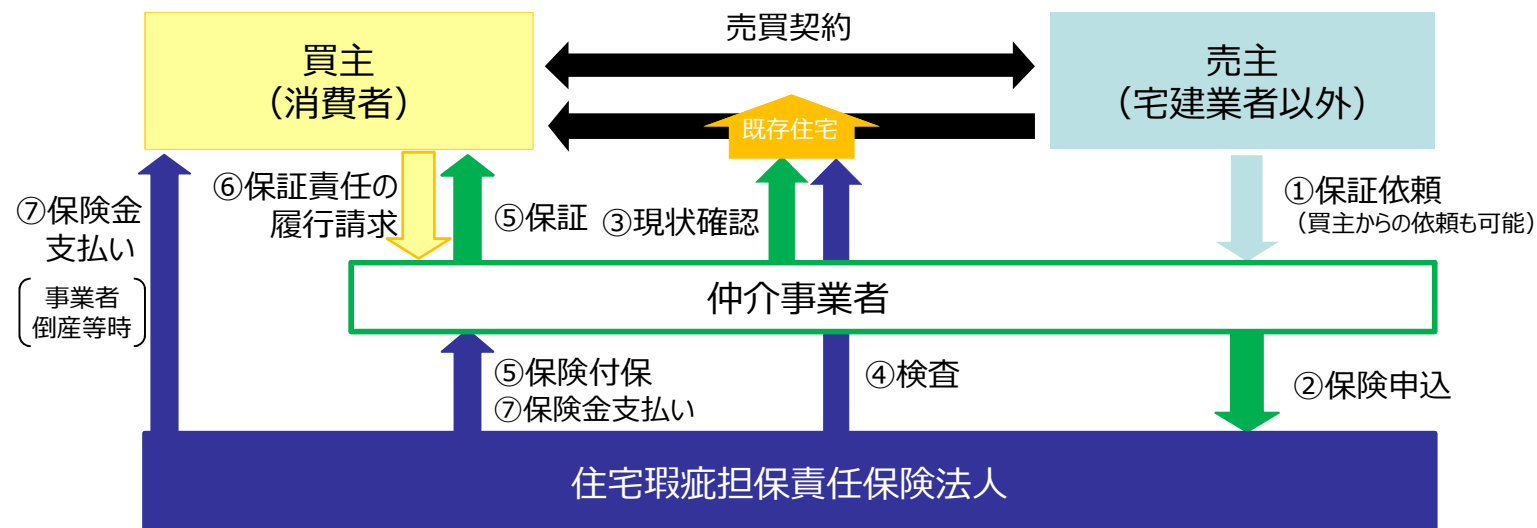 売買契約
買主
（消費者）
売主
（宅建業者以外）
既存住宅
⑦保険金
支払い
事業者
倒産等時
⑥保証責任の
履行請求
⑤保証
③現状確認
①保証依頼
（買主からの依頼も可能）
仲介事業者
⑤保険付保
⑦保険金支払い
④検査
②保険申込
住宅瑕疵担保責任保険法人